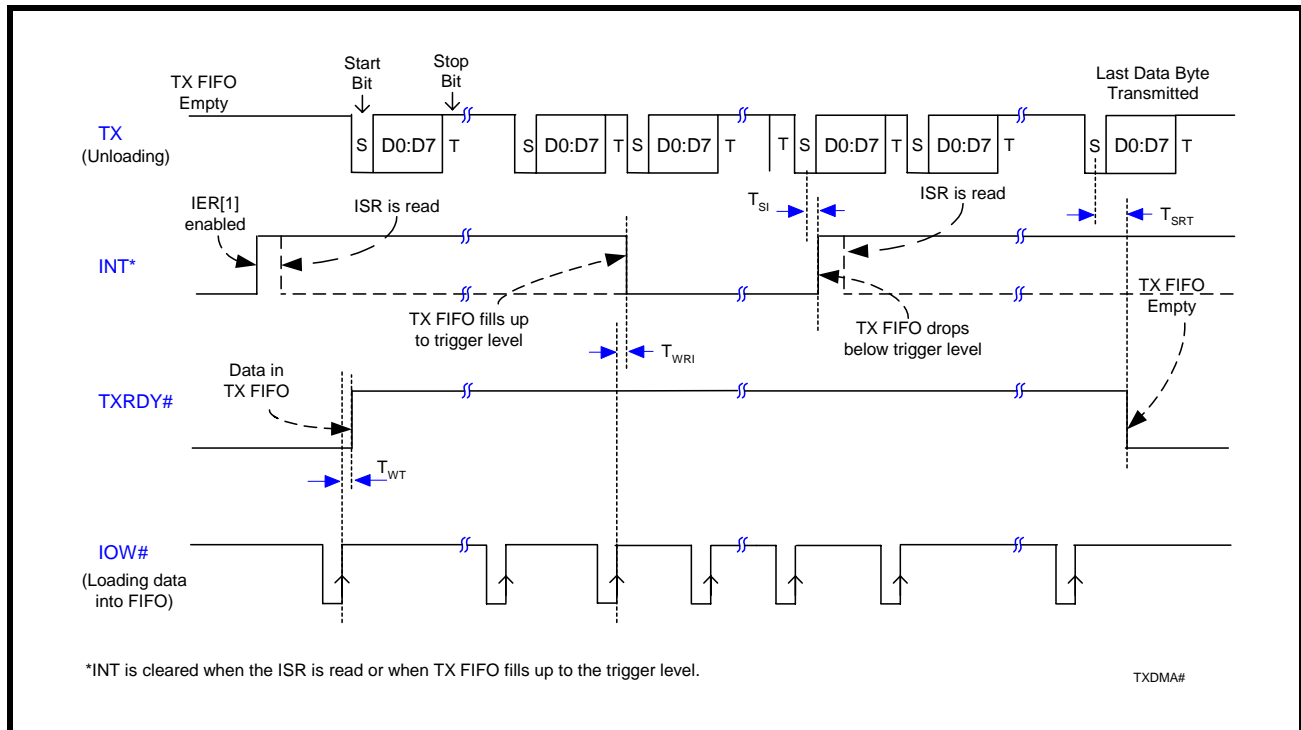 TX FIFO
Empty
Start
Bit
Stop
Bit
Last Data Byte
Transmitted
TX
(Unloading)
S D0:D7 T S D0:D7 T S D0:D7 T T S D0:D7 T S D0:D7 T S D0:D7 T
IER[1]
enabled
ISR is read
TSI
ISR is read
TSRT
INT*
TX FIFO fills up
to trigger level
TX FIFO drops
below trigger level
TX FIFO
Empty
TWRI
Data in
TX FIFO
TXRDY#
TWT
IOW#
(Loading data
into FIFO)
*INT is cleared when the ISR is read or when TX FIFO fills up to the trigger level.
TXDMA#